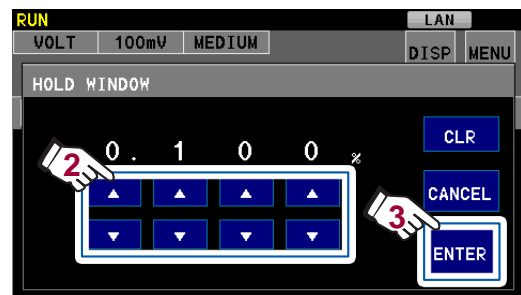 RUN LAN
VOLT 100mV MEDIUM DISP MENU
HOLD WINDOW
CLR
2 0. 1 0 0 %
▲ ▲ ▲ ▲ CANCEL
3
▼ ▼ ▼ ▼ ENTER